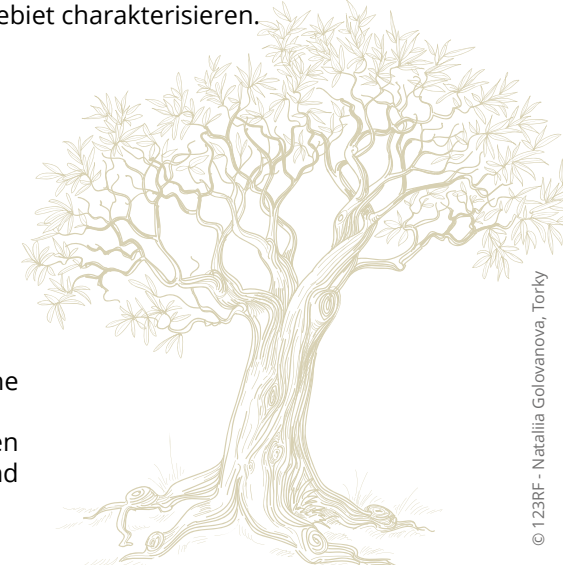 ebiet charakterisieren.
ne
en
nd
© 123RF - Nataliia Golovanova, Torky